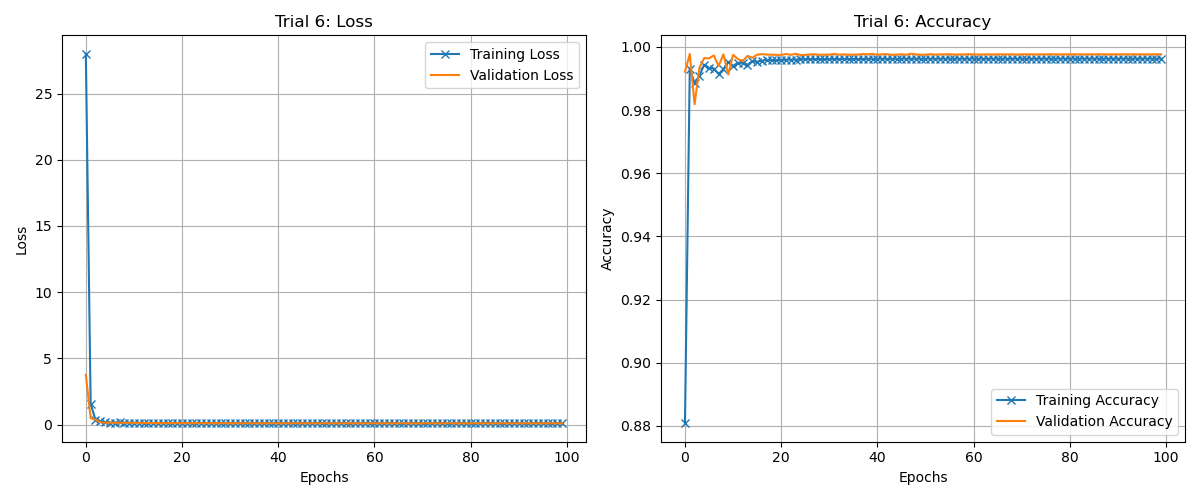 Trial 6: Loss
Training Loss
Validation Loss
25
20
15
10
5
0
Loss
0 20 40 60 80 100
Epochs
Trial 6: Accuracy
1.00
0.98
0.96
0.94
0.92
0.90
0.88
Accuracy
Training Accuracy
Validation Accuracy
0 20 40 60 80 100
Epochs